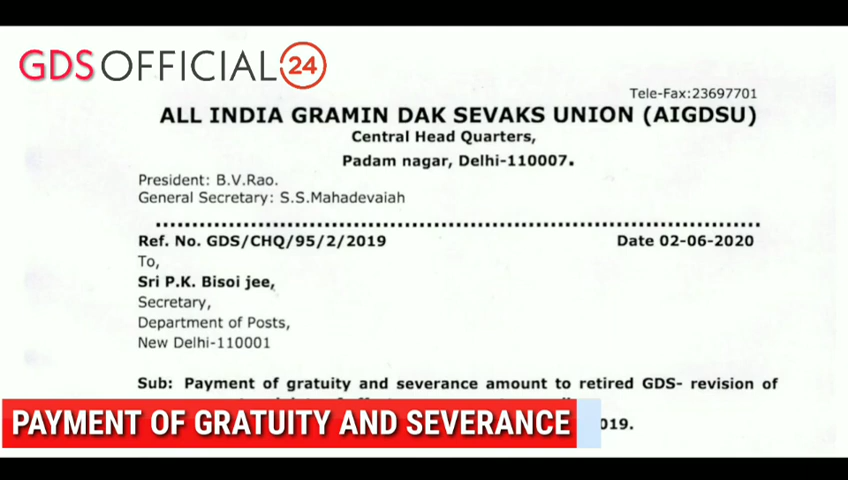 GDSOFFICIAL 24
Tele-Fax:23697701
ALL INDIA GRAMIN DAK SEVAKS UNION (AIGDSU)
Central Head Quarters,
Padam nagar, Delhi-110007.
President: B.V.Rao.
General Secretary: S.S.Mahadevaiah
Ref. No. GDS/CHQ/95/2/2019
Date 02-06-2020
To,
Sri P.K. Bisoi jee,
Secretary,
Department of Posts,
New Delhi-110001
Sub: Payment of gratuity and severance amount to retired GDS- revision of
019.
PAYMENT OF GRATUITY AND SEVERANCE